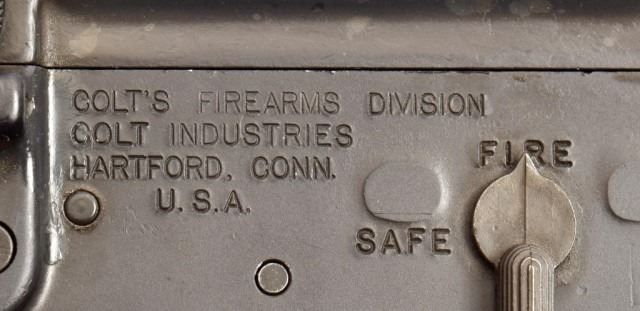 COLT'S FIREARMS DIVISION
COLT INDUSTRIES
HARTFORD, CONN.
U.S.A.
FIRE
SAFE